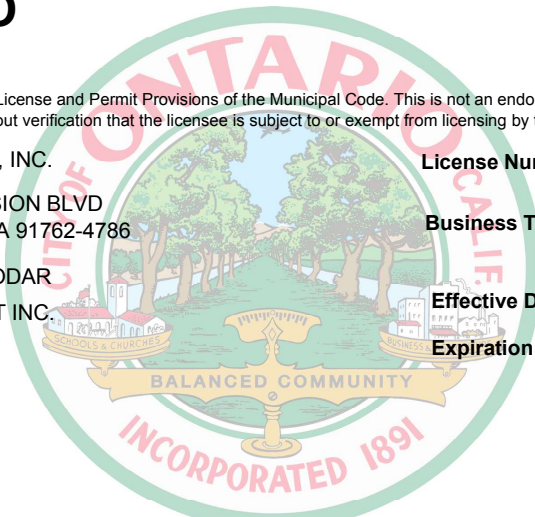 D
License and Permit Provisions of the Municipal Code. This is not an endo
out verification that the licensee is subject to or exempt from licensing by t
, INC.
License Nu
SION BLVD
A 91762-4786
Business T
ODAR
T INC.
Effective D
Expiration
CITY OF ONTARIO CALIF.
SCHOOLS & CHURCHES
BUSINESS &
BALANCED COMMUNITY
INCORPORATED 1891